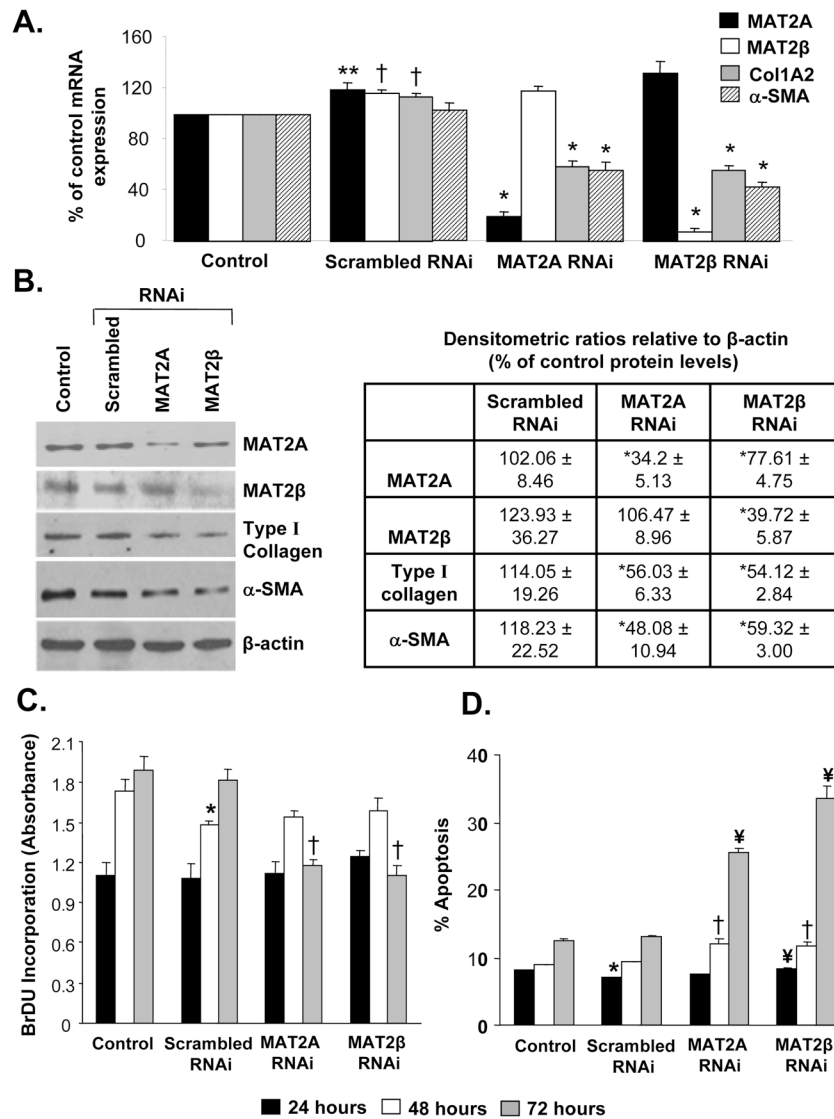 A.
160
120
80
40
0
% of control mRNA
expression
** † †
* * *
* * *
MAT2A
MAT2β
Col1A2
α-SMA
Control Scrambled RNAi MAT2A RNAi MAT2β RNAi
B.
RNAi
Control Scrambled MAT2A MAT2β
MAT2A
MAT2β
Type I
Collagen
α-SMA
β-actin
Densitometric ratios relative to β-actin
(% of control protein levels)
Scrambled RNAi MAT2A RNAi MAT2β RNAi
MAT2A 102.06 ± 8.46 *34.2 ± 5.13 *77.61 ± 4.75
MAT2β 123.93 ± 36.27 106.47 ± 8.96 *39.72 ± 5.87
Type I collagen 114.05 ± 19.26 *56.03 ± 6.33 *54.12 ± 2.84
α-SMA 118.23 ± 22.52 *48.08 ± 10.94 *59.32 ± 3.00
C.
2.1
1.8
1.5
1.2
0.9
0.6
0.3
0
BrDU Incorporation (Absorbance)
* † †
Control Scrambled RNAi MAT2A RNAi MAT2β RNAi
D.
40
30
20
10
0
% Apoptosis
* † ¥ ¥ † ¥
Control Scrambled RNAi MAT2A RNAi MAT2β RNAi
24 hours 48 hours 72 hours